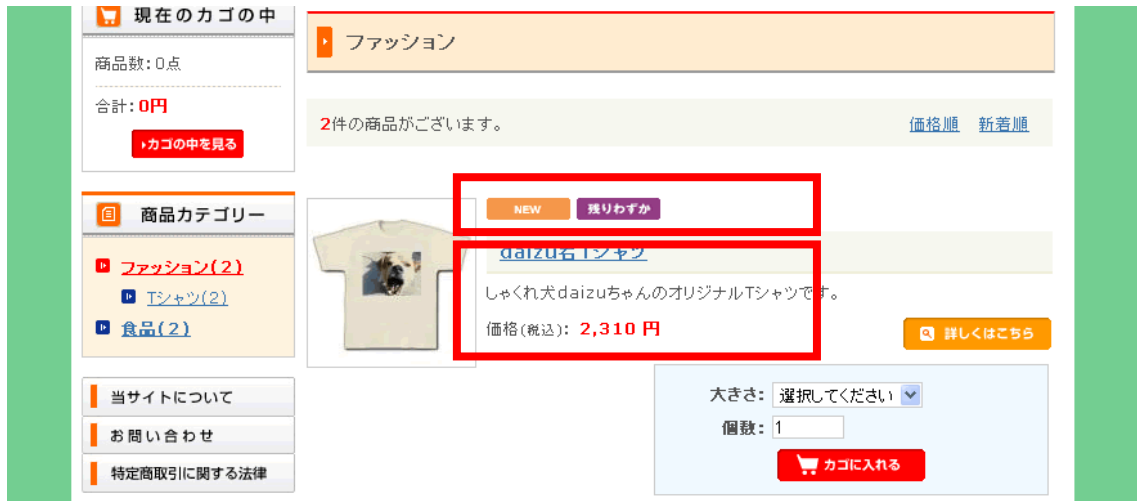 現在のカゴの中
商品数:0点
合計:0円
カゴの中を見る
商品カテゴリー
ファッション(2)
Tシャツ(2)
食品(2)
当サイトについて
お問い合わせ
特定商取引に関する法律
ファッション
2件の商品がございます。
価格順 新着順
NEW 残りわずか
daizu君Tシャツ
しゃくれ犬daizuちゃんのオリジナルTシャツです。
価格(税込): 2,310 円
詳しくはこちら
大きさ: 選択してください
個数: 1
カゴに入れる